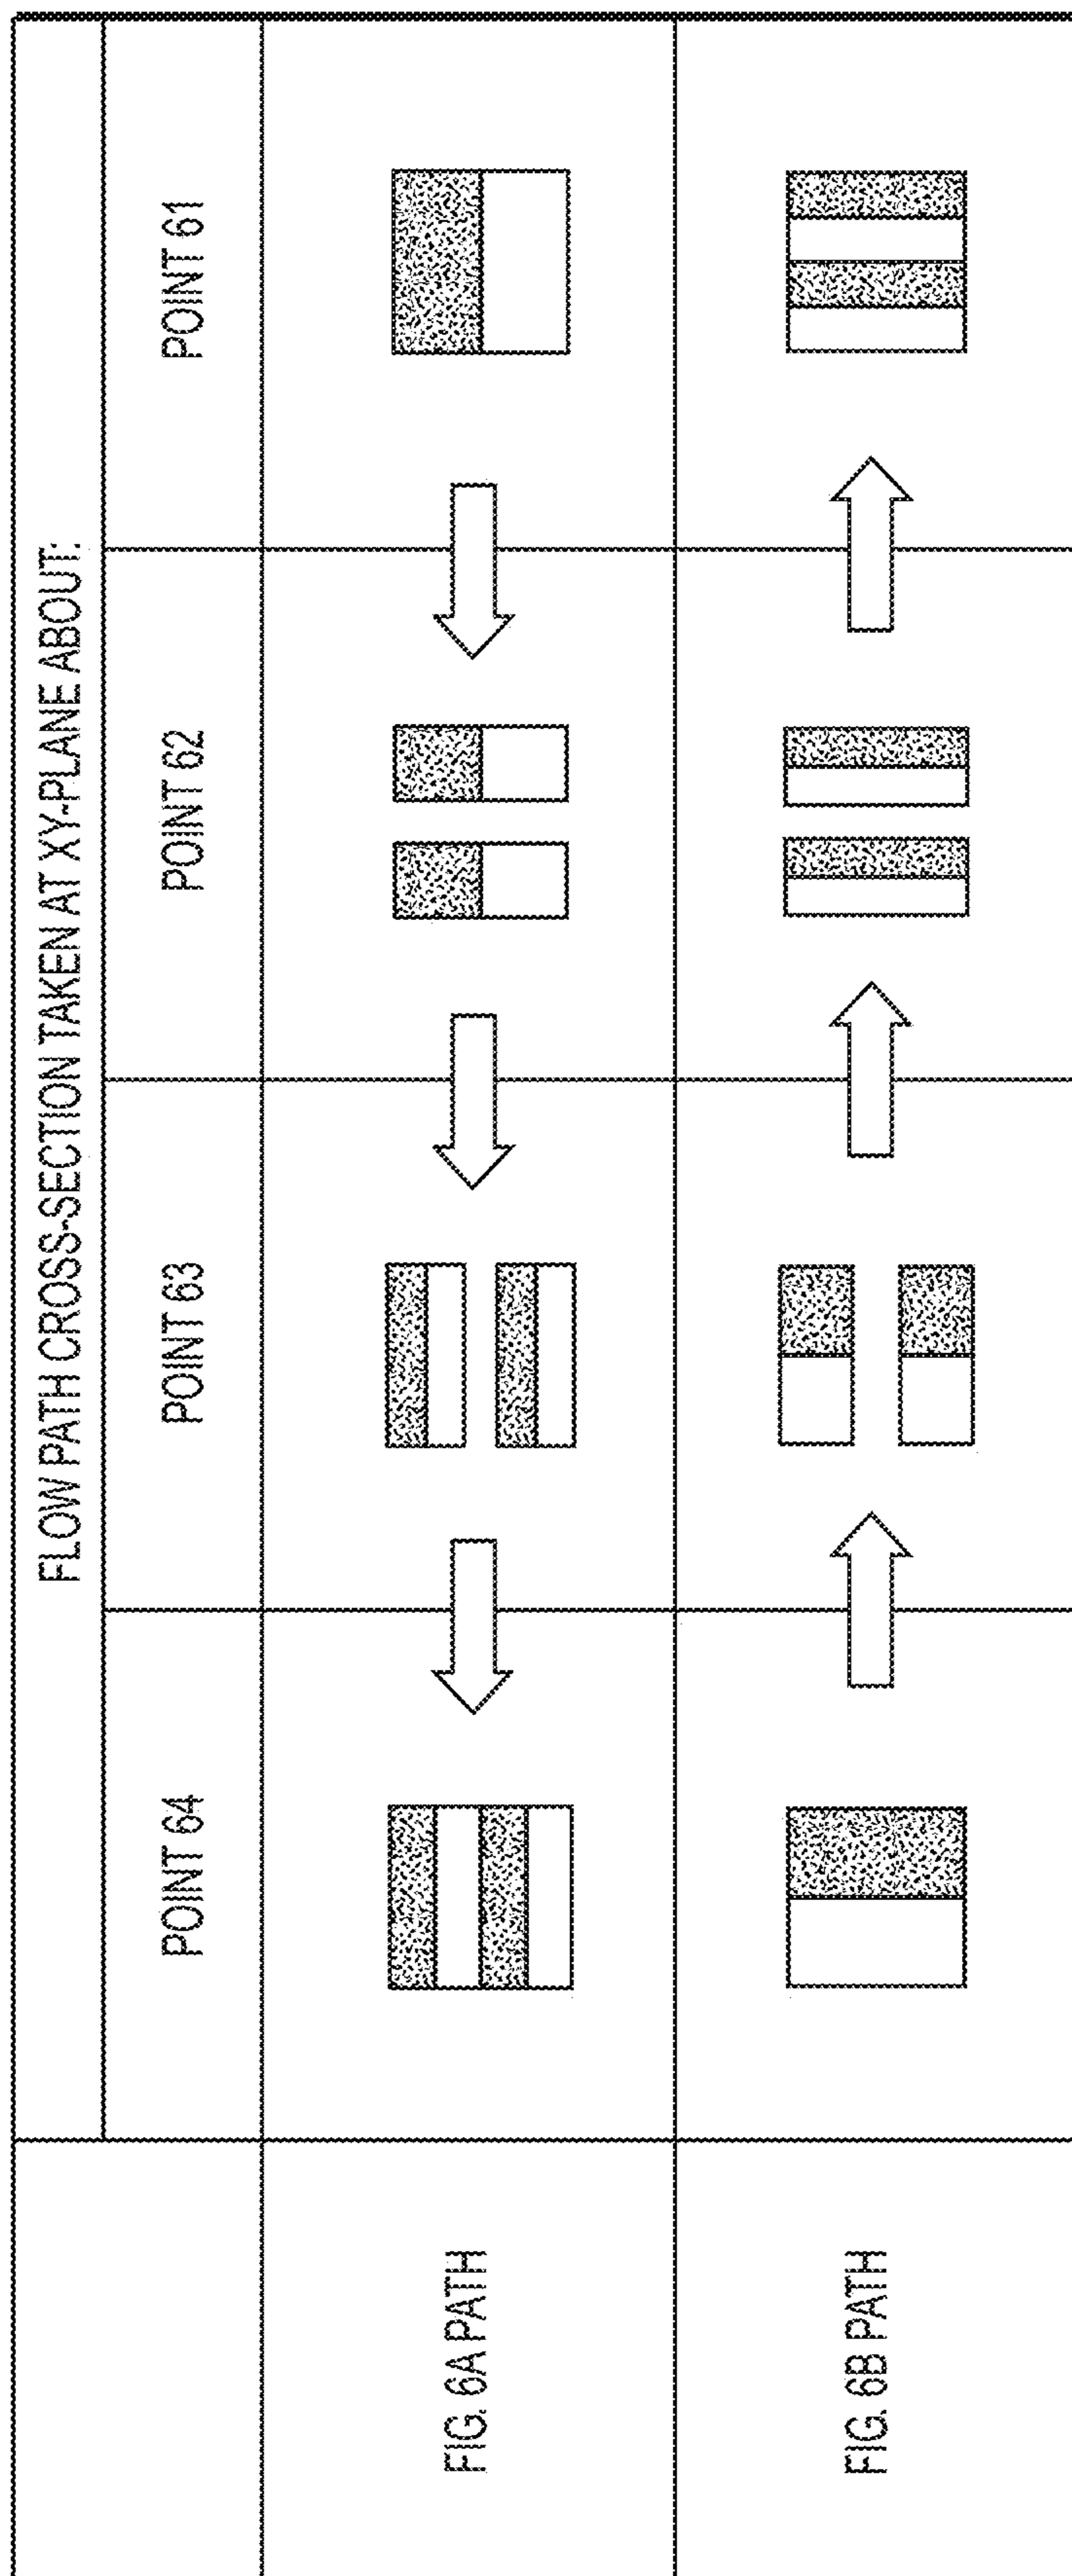 FLOW PATH CROSS-SECTION TAKEN AT XY-PLANE ABOUT:
POINT 64
POINT 63
POINT 62
POINT 61
FIG. 6A PATH
FIG. 6B PATH